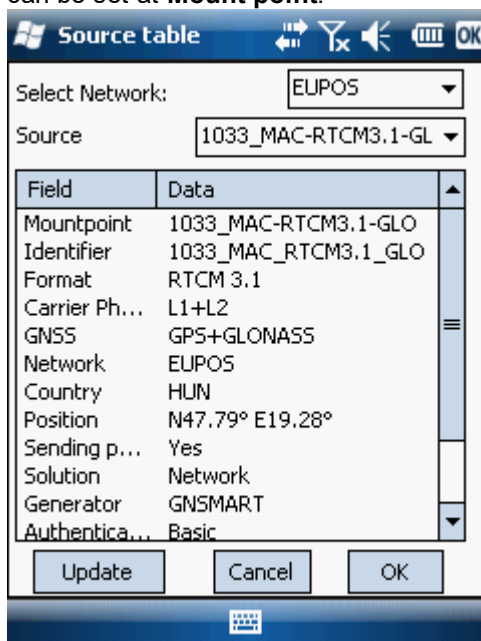 can be set at Mount point.
Source table OK
Select Network: EUPOS
Source 1033_MAC-RTCM3.1-GL
Field Data
Mountpoint 1033_MAC-RTCM3.1-GLO
Identifier 1033_MAC_RTCM3.1_GLO
Format RTCM 3.1
Carrier Ph... L1+L2
GNSS GPS+GLONASS
Network EUPOS
Country HUN
Position N47.79° E19.28°
Sending p... Yes
Solution Network
Generator GNSMART
Authentica... Basic
Update Cancel OK